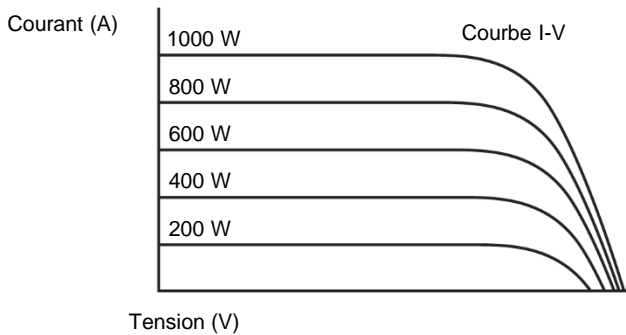 Courant (A)
Courbe I-V
1000 W
800 W
600 W
400 W
200 W
Tension (V)